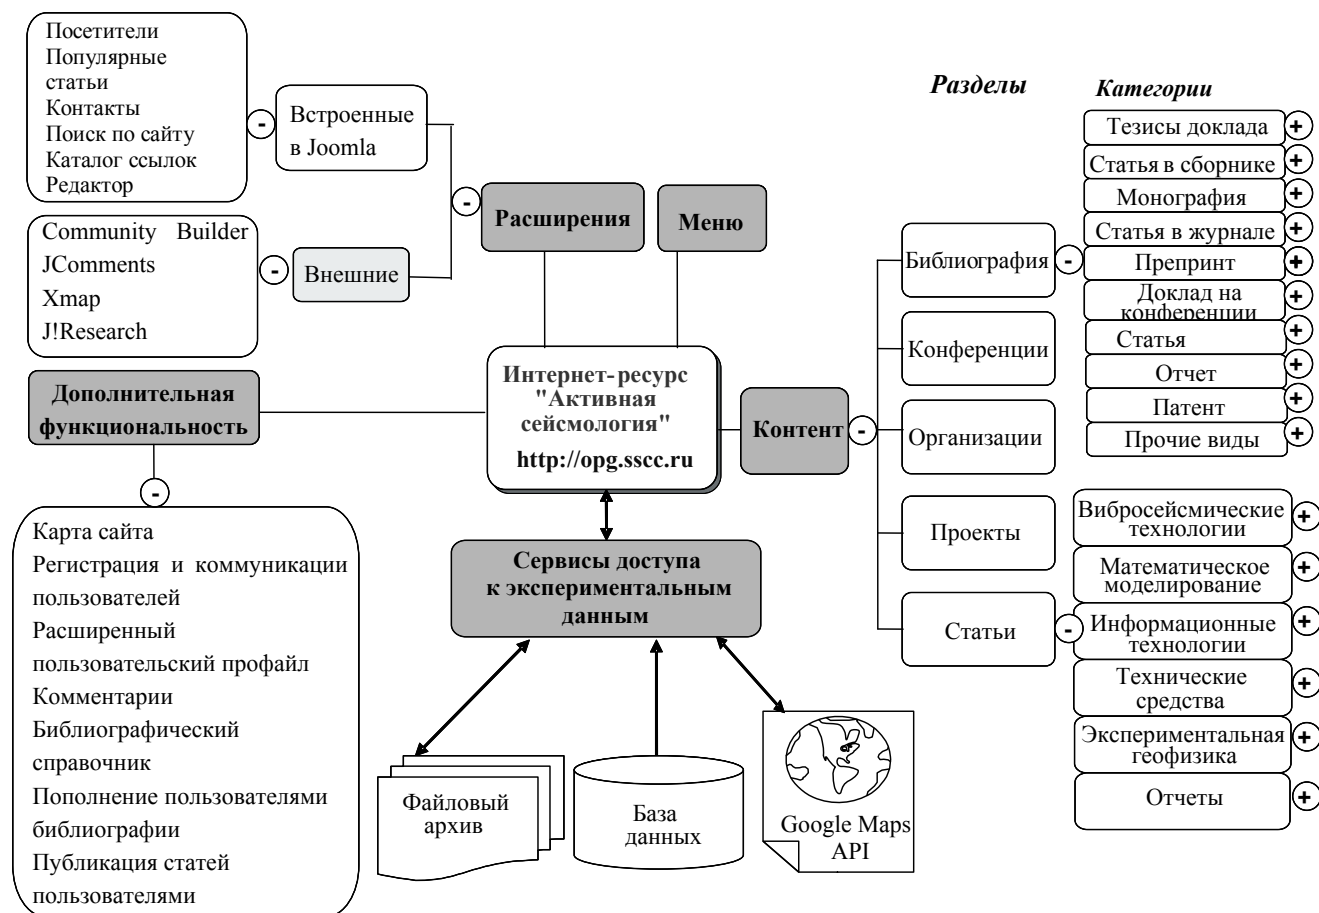 Посетители
Популярные
статьи
Контакты
Поиск по сайту
Каталог ссылок
Редактор
-
Встроенные
в Joomla
Community Builder
JComments
Xmap
J!Research
-
Внешние
-
Расширения
Меню
Дополнительная
функциональность
-
Карта сайта
Регистрация и коммуникации
пользователей
Расширенный
пользовательский профайл
Комментарии
Библиографический
справочник
Пополнение пользователями
библиографии
Публикация статей
пользователями
Интернет-ресурс
"Активная
сейсмология"
http://opg.sscc.ru
Сервисы доступа
к экспериментальным
данным
Файловый
архив
База
данных
Google Maps
API
Контент
-
Разделы
Библиография
-
Конференции
Организации
Проекты
Статьи
-
Категории
Тезисы доклада
+
Статья в сборнике
+
Монография
+
Статья в журнале
+
Препринт
+
Доклад на
конференции
+
Статья
+
Отчет
+
Патент
+
Прочие виды
+
Вибросейсмические
технологии
+
Математическое
моделирование
+
Информационные
технологии
+
Технические
средства
+
Экспериментальная
геофизика
+
Отчеты
+